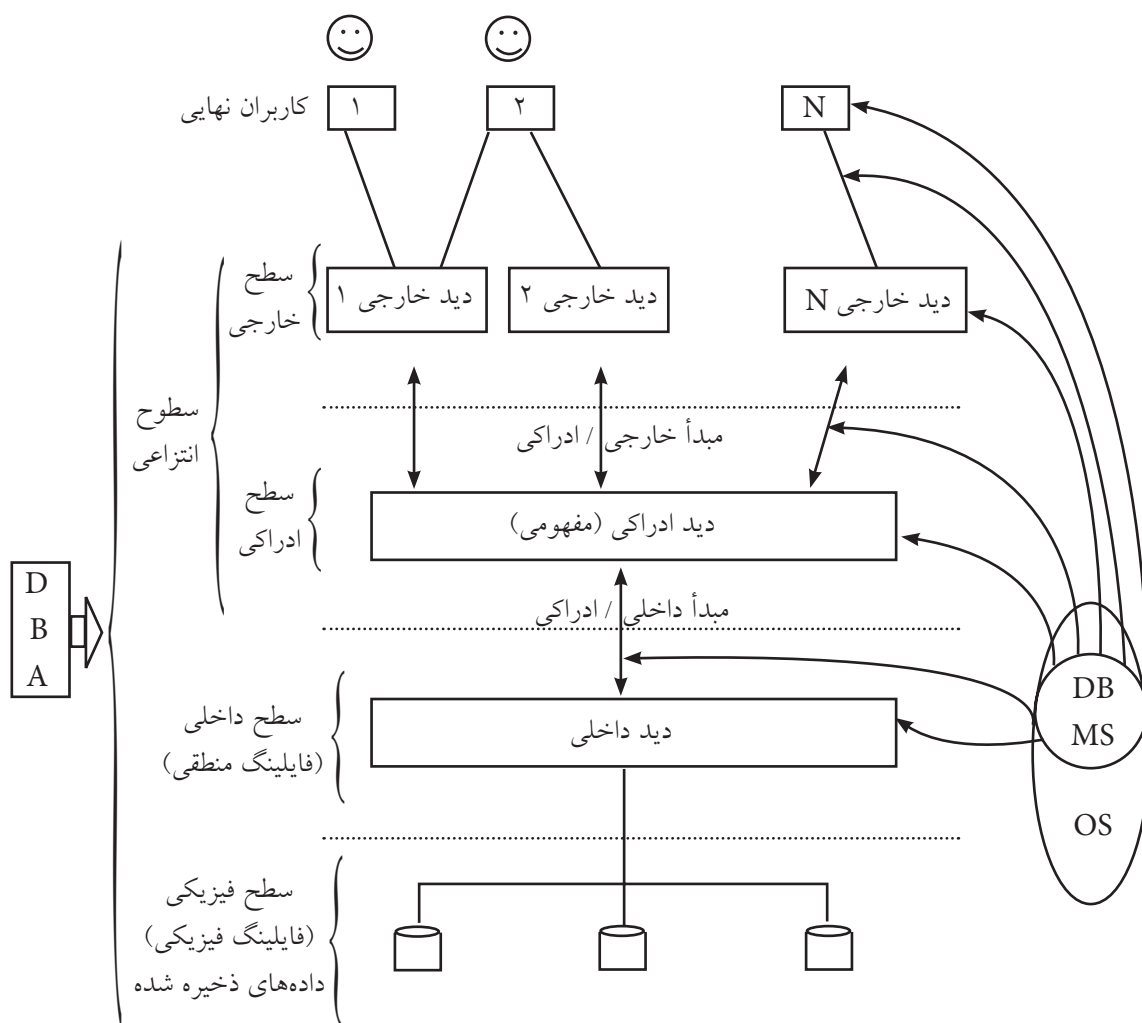 کاربران نهایی
۱
۲
N
سطح
خارجی
دید خارجی ۱
دید خارجی ۲
دید خارجی N
سطوح
انتزاعی
مبدأ خارجی / ادراکی
سطح
ادراکی
دید ادراکی (مفهومی)
D
B
A
مبدأ داخلی / ادراکی
سطح داخلی
(فایلینگ منطقی)
دید داخلی
DB
MS
OS
سطح فیزیکی
(فایلینگ فیزیکی)
داده‌های ذخیره شده